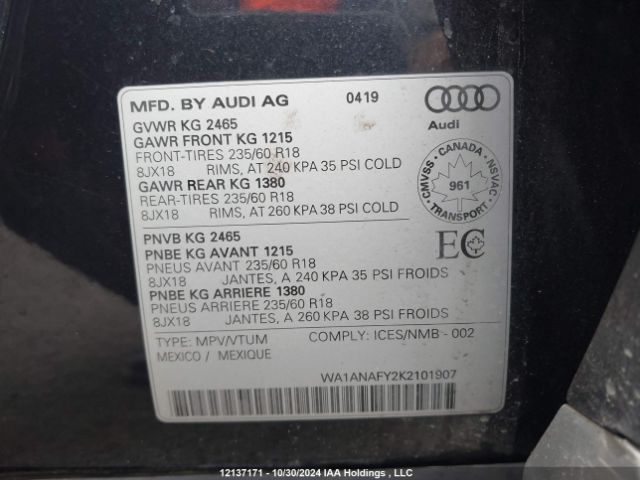 MFD. BY AUDI AG 0419
Audi
GVWR KG 2465
GAWR FRONT KG 1215
FRONT-TIRES 235/60 R18
8JX18 RIMS, AT 240 KPA 35 PSI COLD
GAWR REAR KG 1380
REAR-TIRES 235/60 R18
8JX18 RIMS, AT 260 KPA 38 PSI COLD
CANADA
CMVSS NSVAC
961
TRANSPORT
PNVB KG 2465
PNBE KG AVANT 1215
PNEUS AVANT 235/60 R18
8JX18 JANTES, A 240 KPA 35 PSI FROIDS
PNBE KG ARRIERE 1380
PNEUS ARRIERE 235/60 R18
8JX18 JANTES, A 260 KPA 38 PSI FROIDS
EC
TYPE: MPV/VTUM COMPLY: ICES/NMB - 002
MEXICO / MEXIQUE
WA1ANAFY2K2101907
12137171 - 10/30/2024 IAA Holdings , LLC